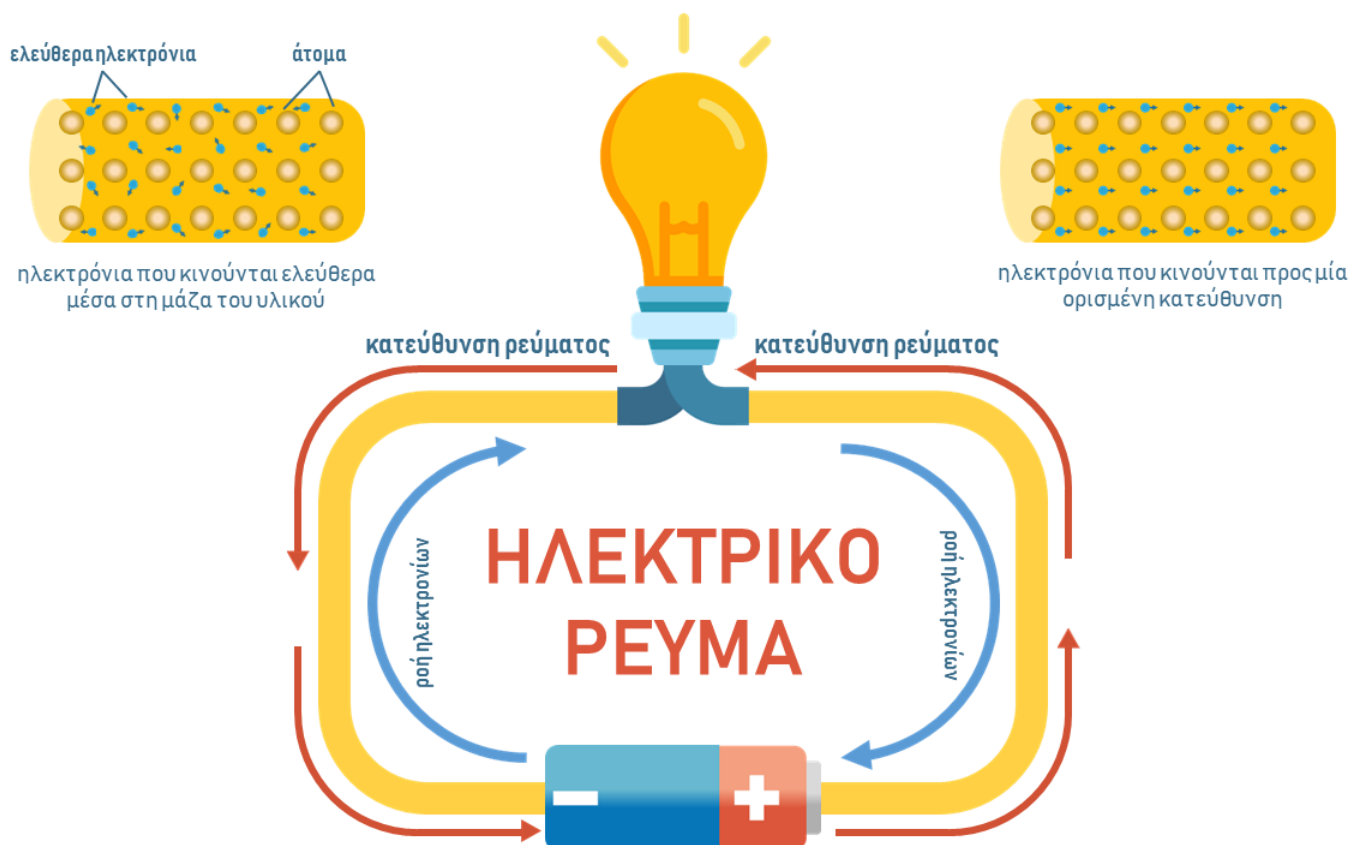 ελεύθερα ηλεκτρόνια
άτομα
ηλεκτρόνια που κινούνται ελεύθερα
μέσα στη μάζα του υλικού
ηλεκτρόνια που κινούνται προς μία
ορισμένη κατεύθυνση
κατεύθυνση ρεύματος
κατεύθυνση ρεύματος
ροή ηλεκτρονίων
ΗΛΕΚΤΡΙΚΟ
ΡΕΥΜΑ
ροή ηλεκτρονίων